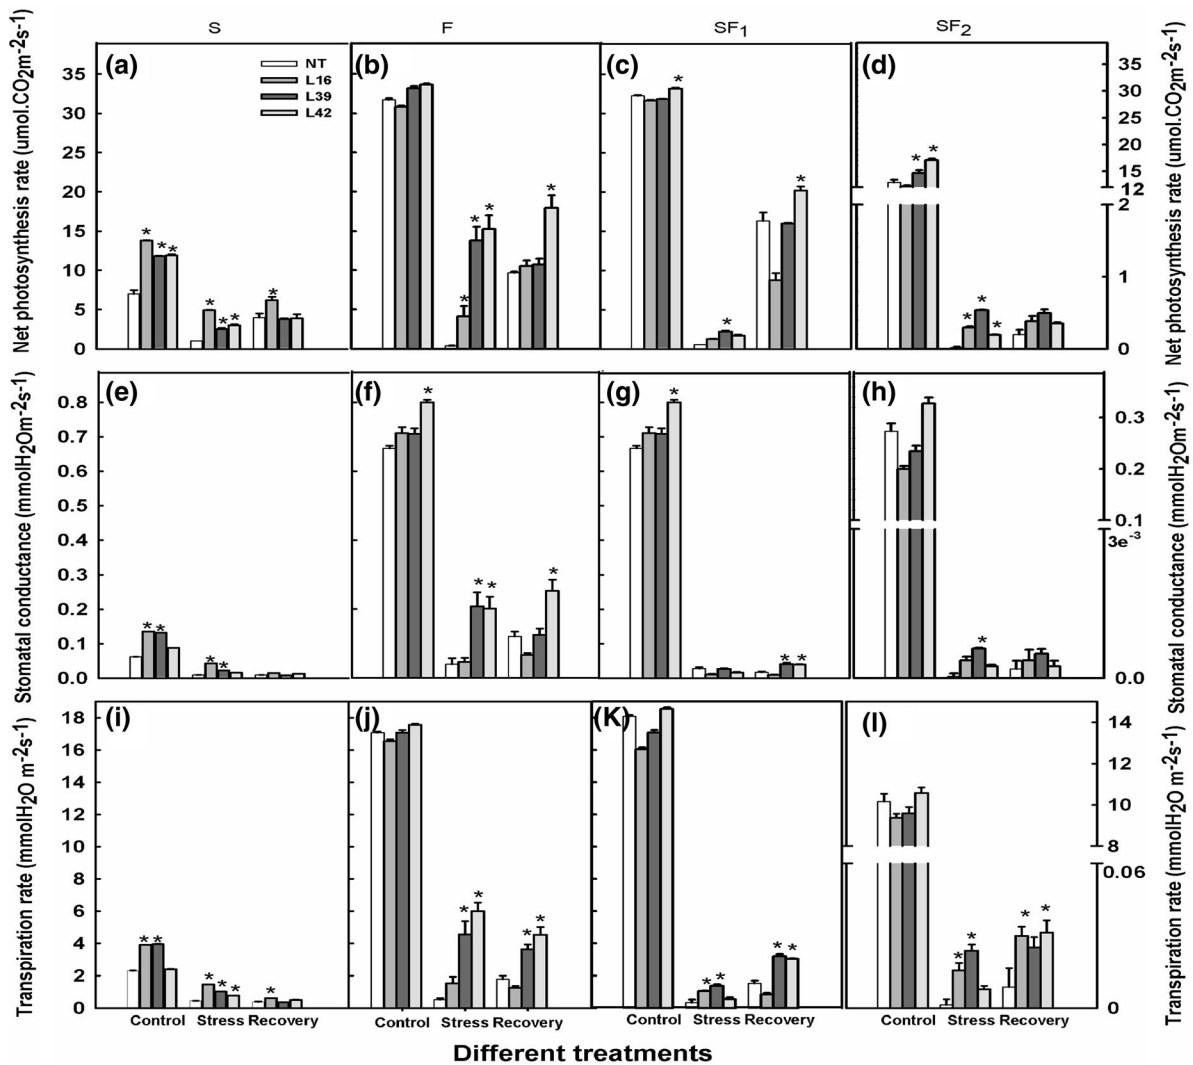 S F SF1 SF2
Net photosynthesis rate (umol.CO2m-2s-1)
(a) (b) (c) (d)
NT
L16
L39
L42
35
30
25
20
15
10
5
0
* * * * * * *
* * * *
* * *
* * * * *
35
30
25
20
15
12
2
1
0
Net photosynthesis rate (umol.CO2m-2s-1)
Stomatal conductance (mmolH2Om-2s-1)
(e) (f) (g) (h)
0.8
0.7
0.6
0.5
0.4
0.3
0.2
0.1
0.0
* * * *
* * * *
* * *
*
0.3
0.2
0.1
3e-3
0.0
Stomatal conductance (mmolH2Om-2s-1)
Transpiration rate (mmolH2O m-2s-1)
(i) (j) (K) (l)
18
16
14
12
10
8
6
4
2
0
* * * * * *
* * * *
* * * *
* * * *
14
12
10
8
0.06
0
Transpiration rate (mmolH2O m-2s-1)
Control Stress Recovery Control Stress Recovery Control Stress Recovery Control Stress Recovery
Different treatments